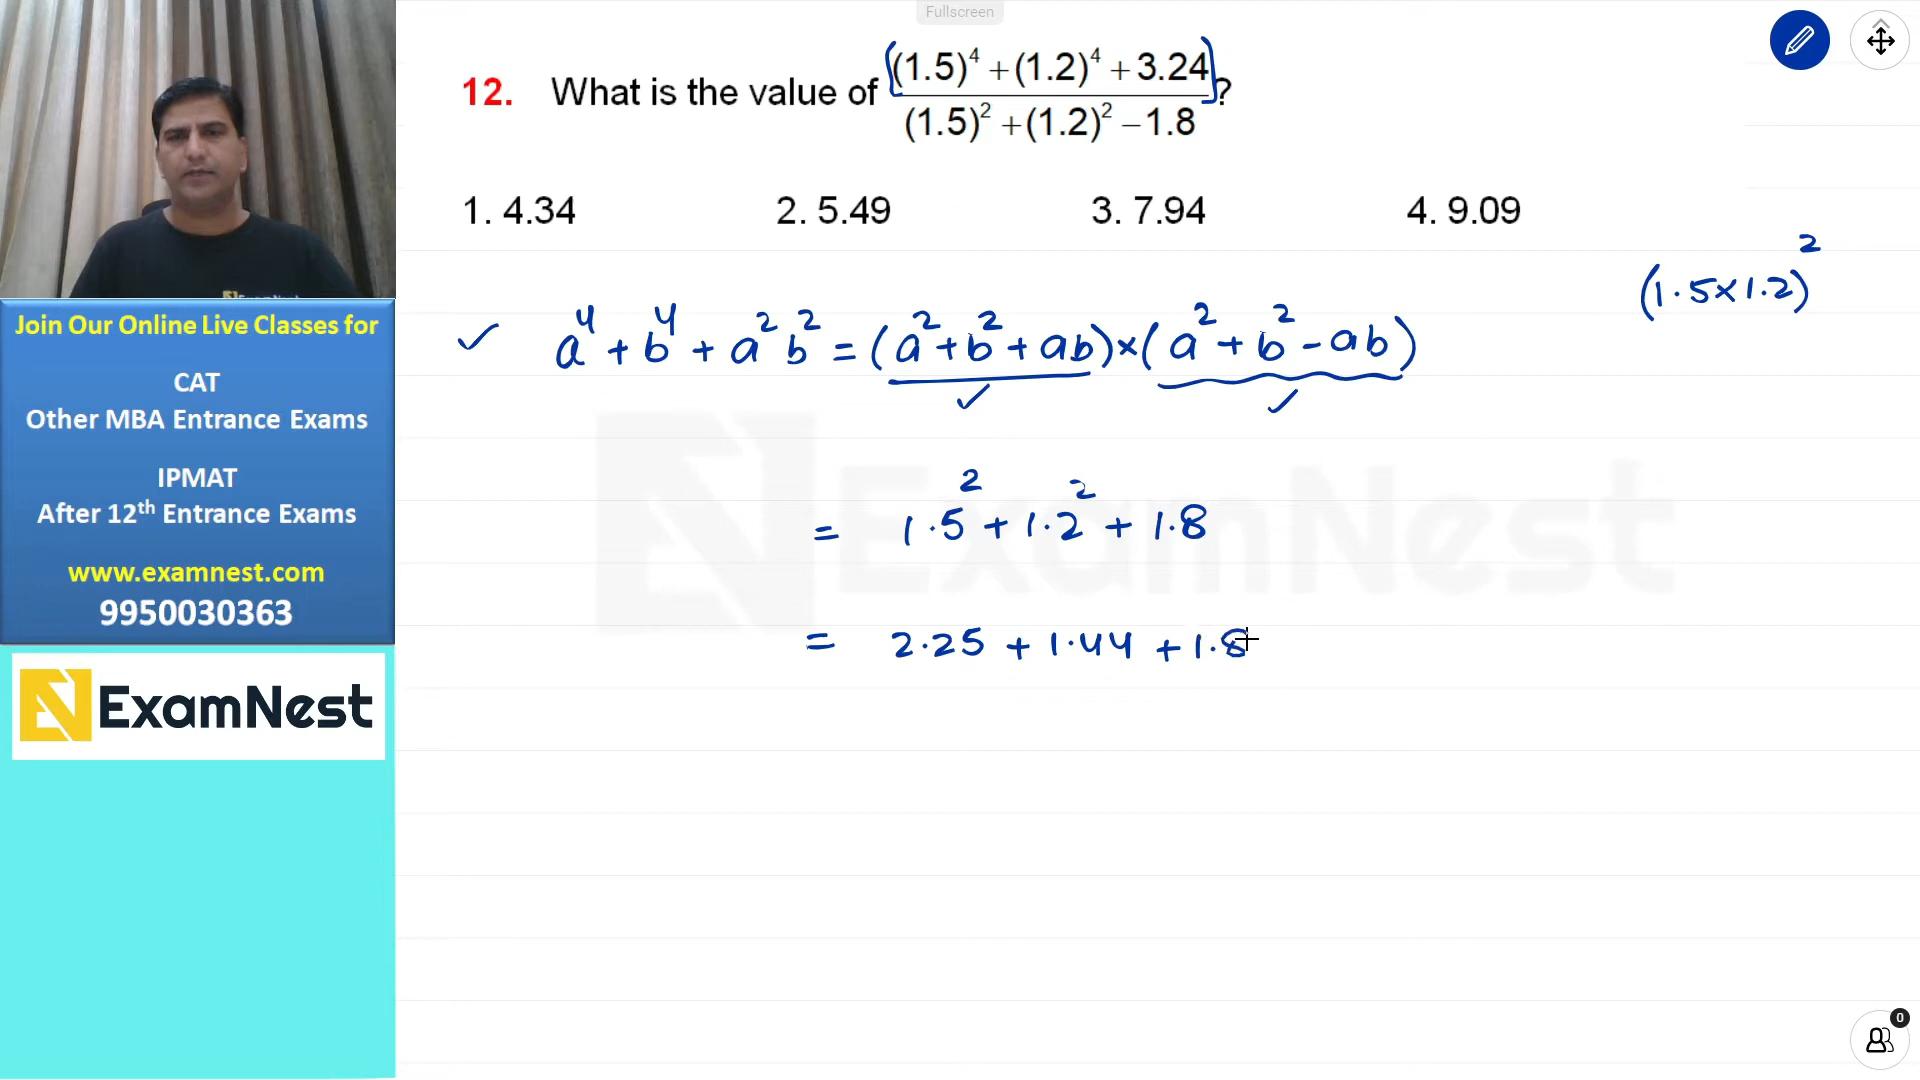 Fullscreen
12. What is the value of ((1.5)⁴ + (1.2)⁴ + 3.24) / (1.5)² + (1.2)² − 1.8 ?
1. 4.34 2. 5.49 3. 7.94 4. 9.09
(1.5×1.2)²
✓ a⁴ + b⁴ + a²b² = (a² + b² + ab) × (a² + b² − ab)
✓ ✓
= 1.5² + 1.2² + 1.8
= 2.25 + 1.44 + 1.8
ExamNest
Join Our Online Live Classes for
CAT
Other MBA Entrance Exams
IPMAT
After 12th Entrance Exams
www.examnest.com
9950030363
ExamNest
0